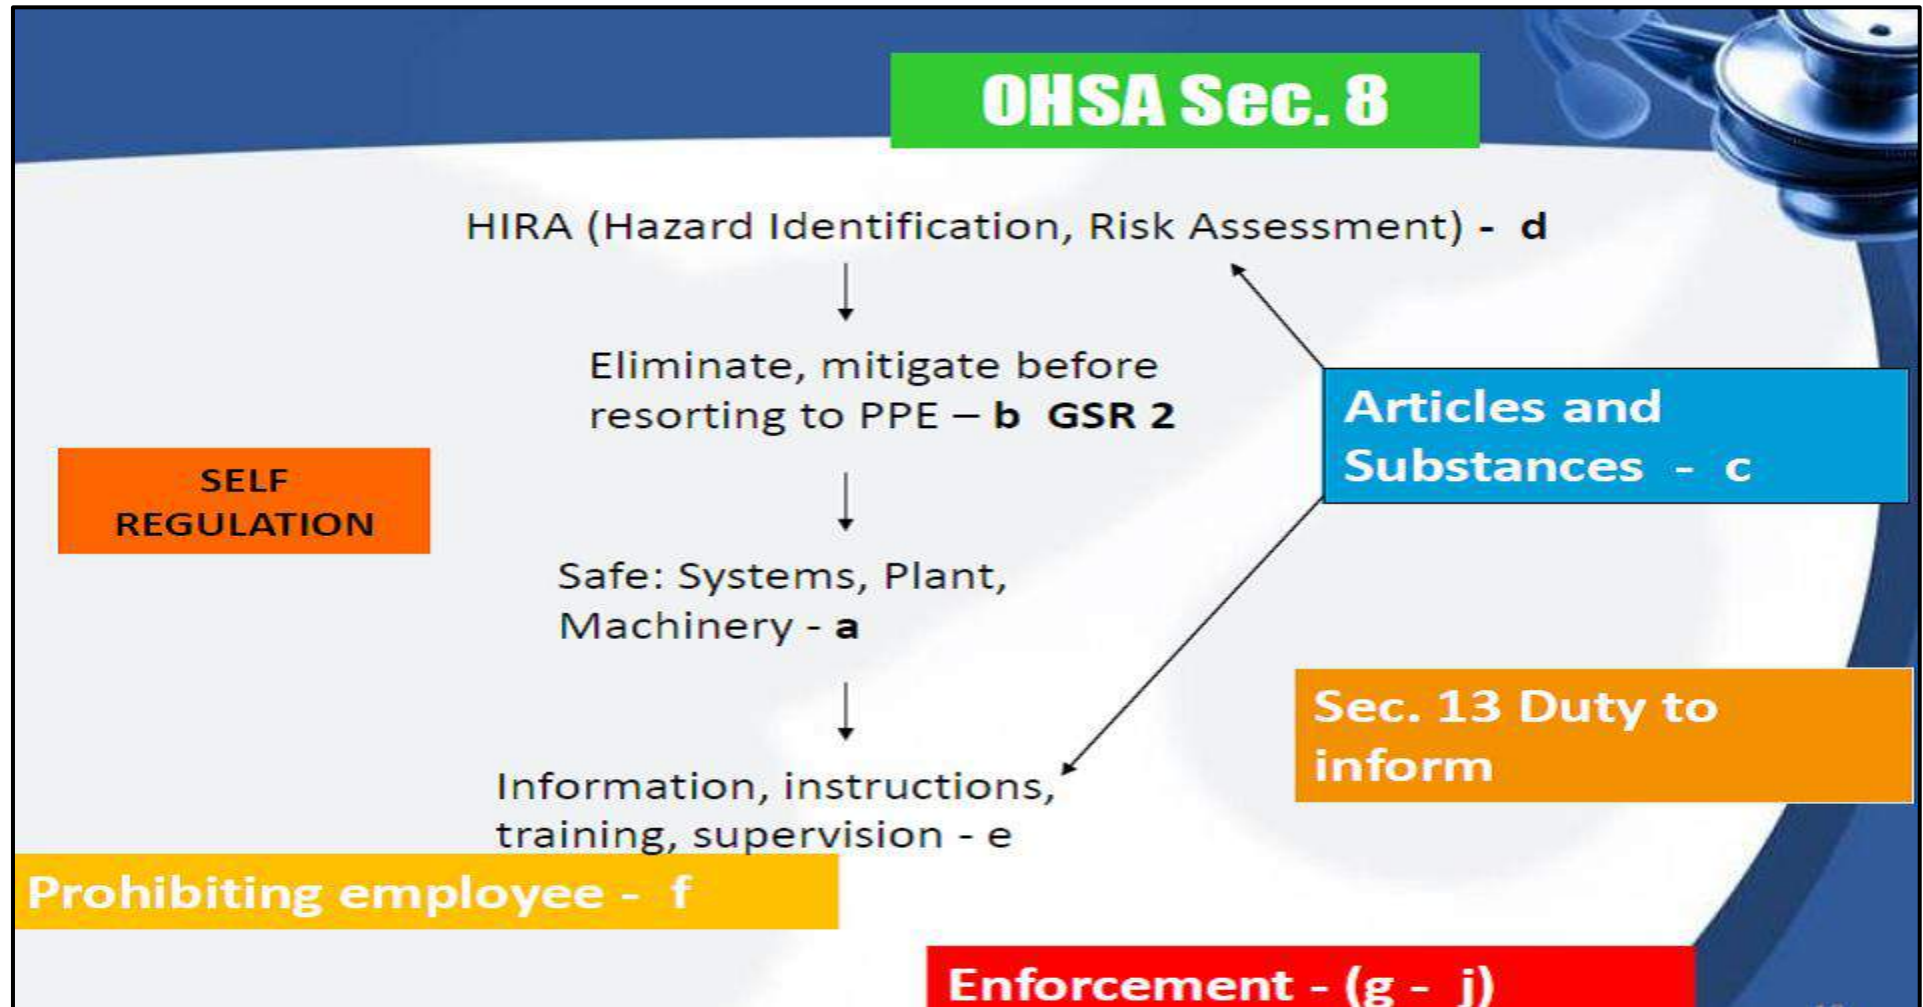 OHSA Sec. 8
HIRA (Hazard Identification, Risk Assessment) - d
Eliminate, mitigate before
resorting to PPE – b GSR 2
Articles and
Substances - c
SELF
REGULATION
Safe: Systems, Plant,
Machinery - a
Sec. 13 Duty to
inform
Information, instructions,
training, supervision - e
Prohibiting employee - f
Enforcement - (g - j)